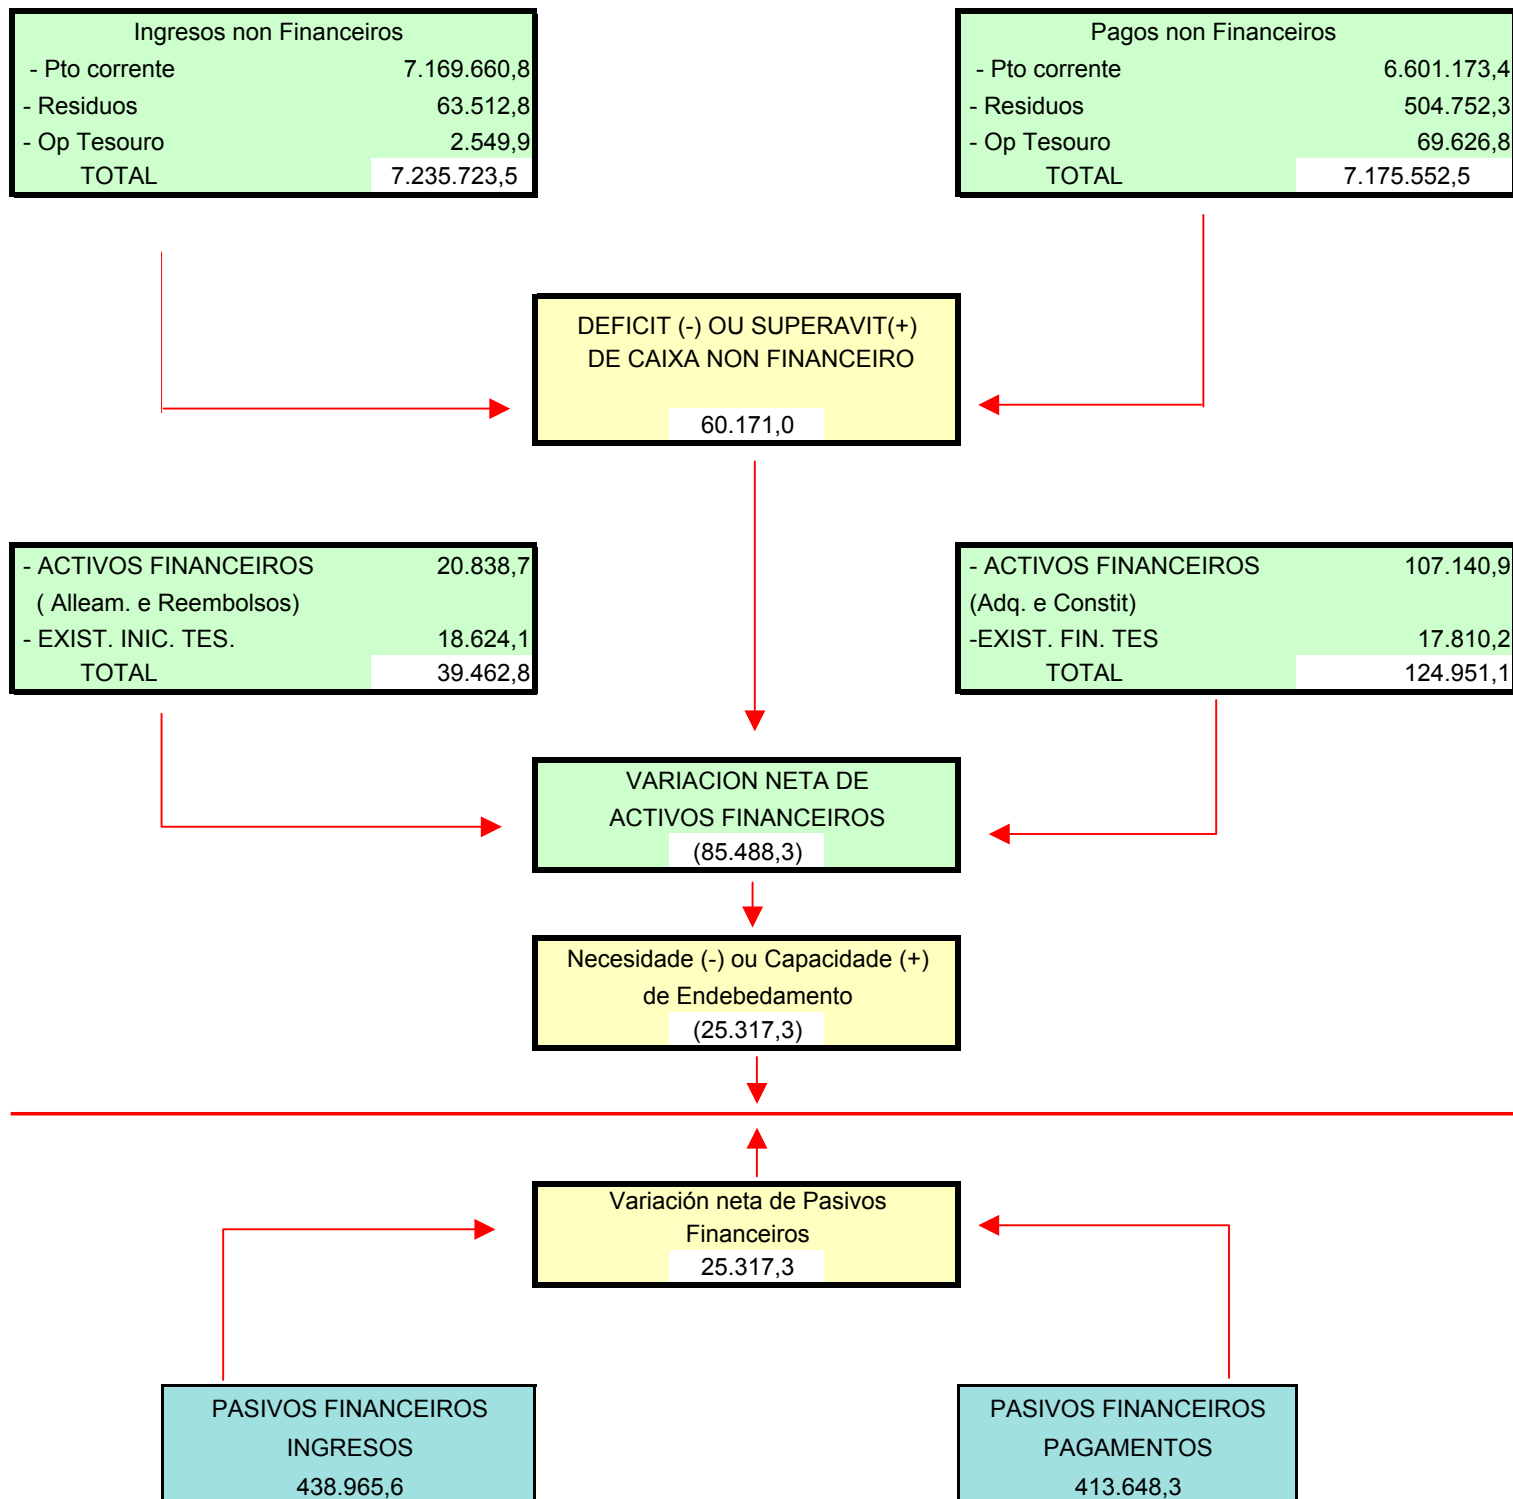 Ingresos non Financeiros
- Pto corrente 7.169.660,8
- Residuos 63.512,8
- Op Tesouro 2.549,9
TOTAL 7.235.723,5
Pagos non Financeiros
- Pto corrente 6.601.173,4
- Residuos 504.752,3
- Op Tesouro 69.626,8
TOTAL 7.175.552,5
DEFICIT (-) OU SUPERAVIT(+)
DE CAIXA NON FINANCEIRO
60.171,0
- ACTIVOS FINANCEIROS 20.838,7
( Alleam. e Reembolsos)
- EXIST. INIC. TES. 18.624,1
TOTAL 39.462,8
- ACTIVOS FINANCEIROS 107.140,9
(Adq. e Constit)
-EXIST. FIN. TES 17.810,2
TOTAL 124.951,1
VARIACION NETA DE
ACTIVOS FINANCEIROS
(85.488,3)
Necesidade (-) ou Capacidade (+)
de Endebedamento
(25.317,3)
Variación neta de Pasivos
Financeiros
25.317,3
PASIVOS FINANCEIROS
INGRESOS
438.965,6
PASIVOS FINANCEIROS
PAGAMENTOS
413.648,3